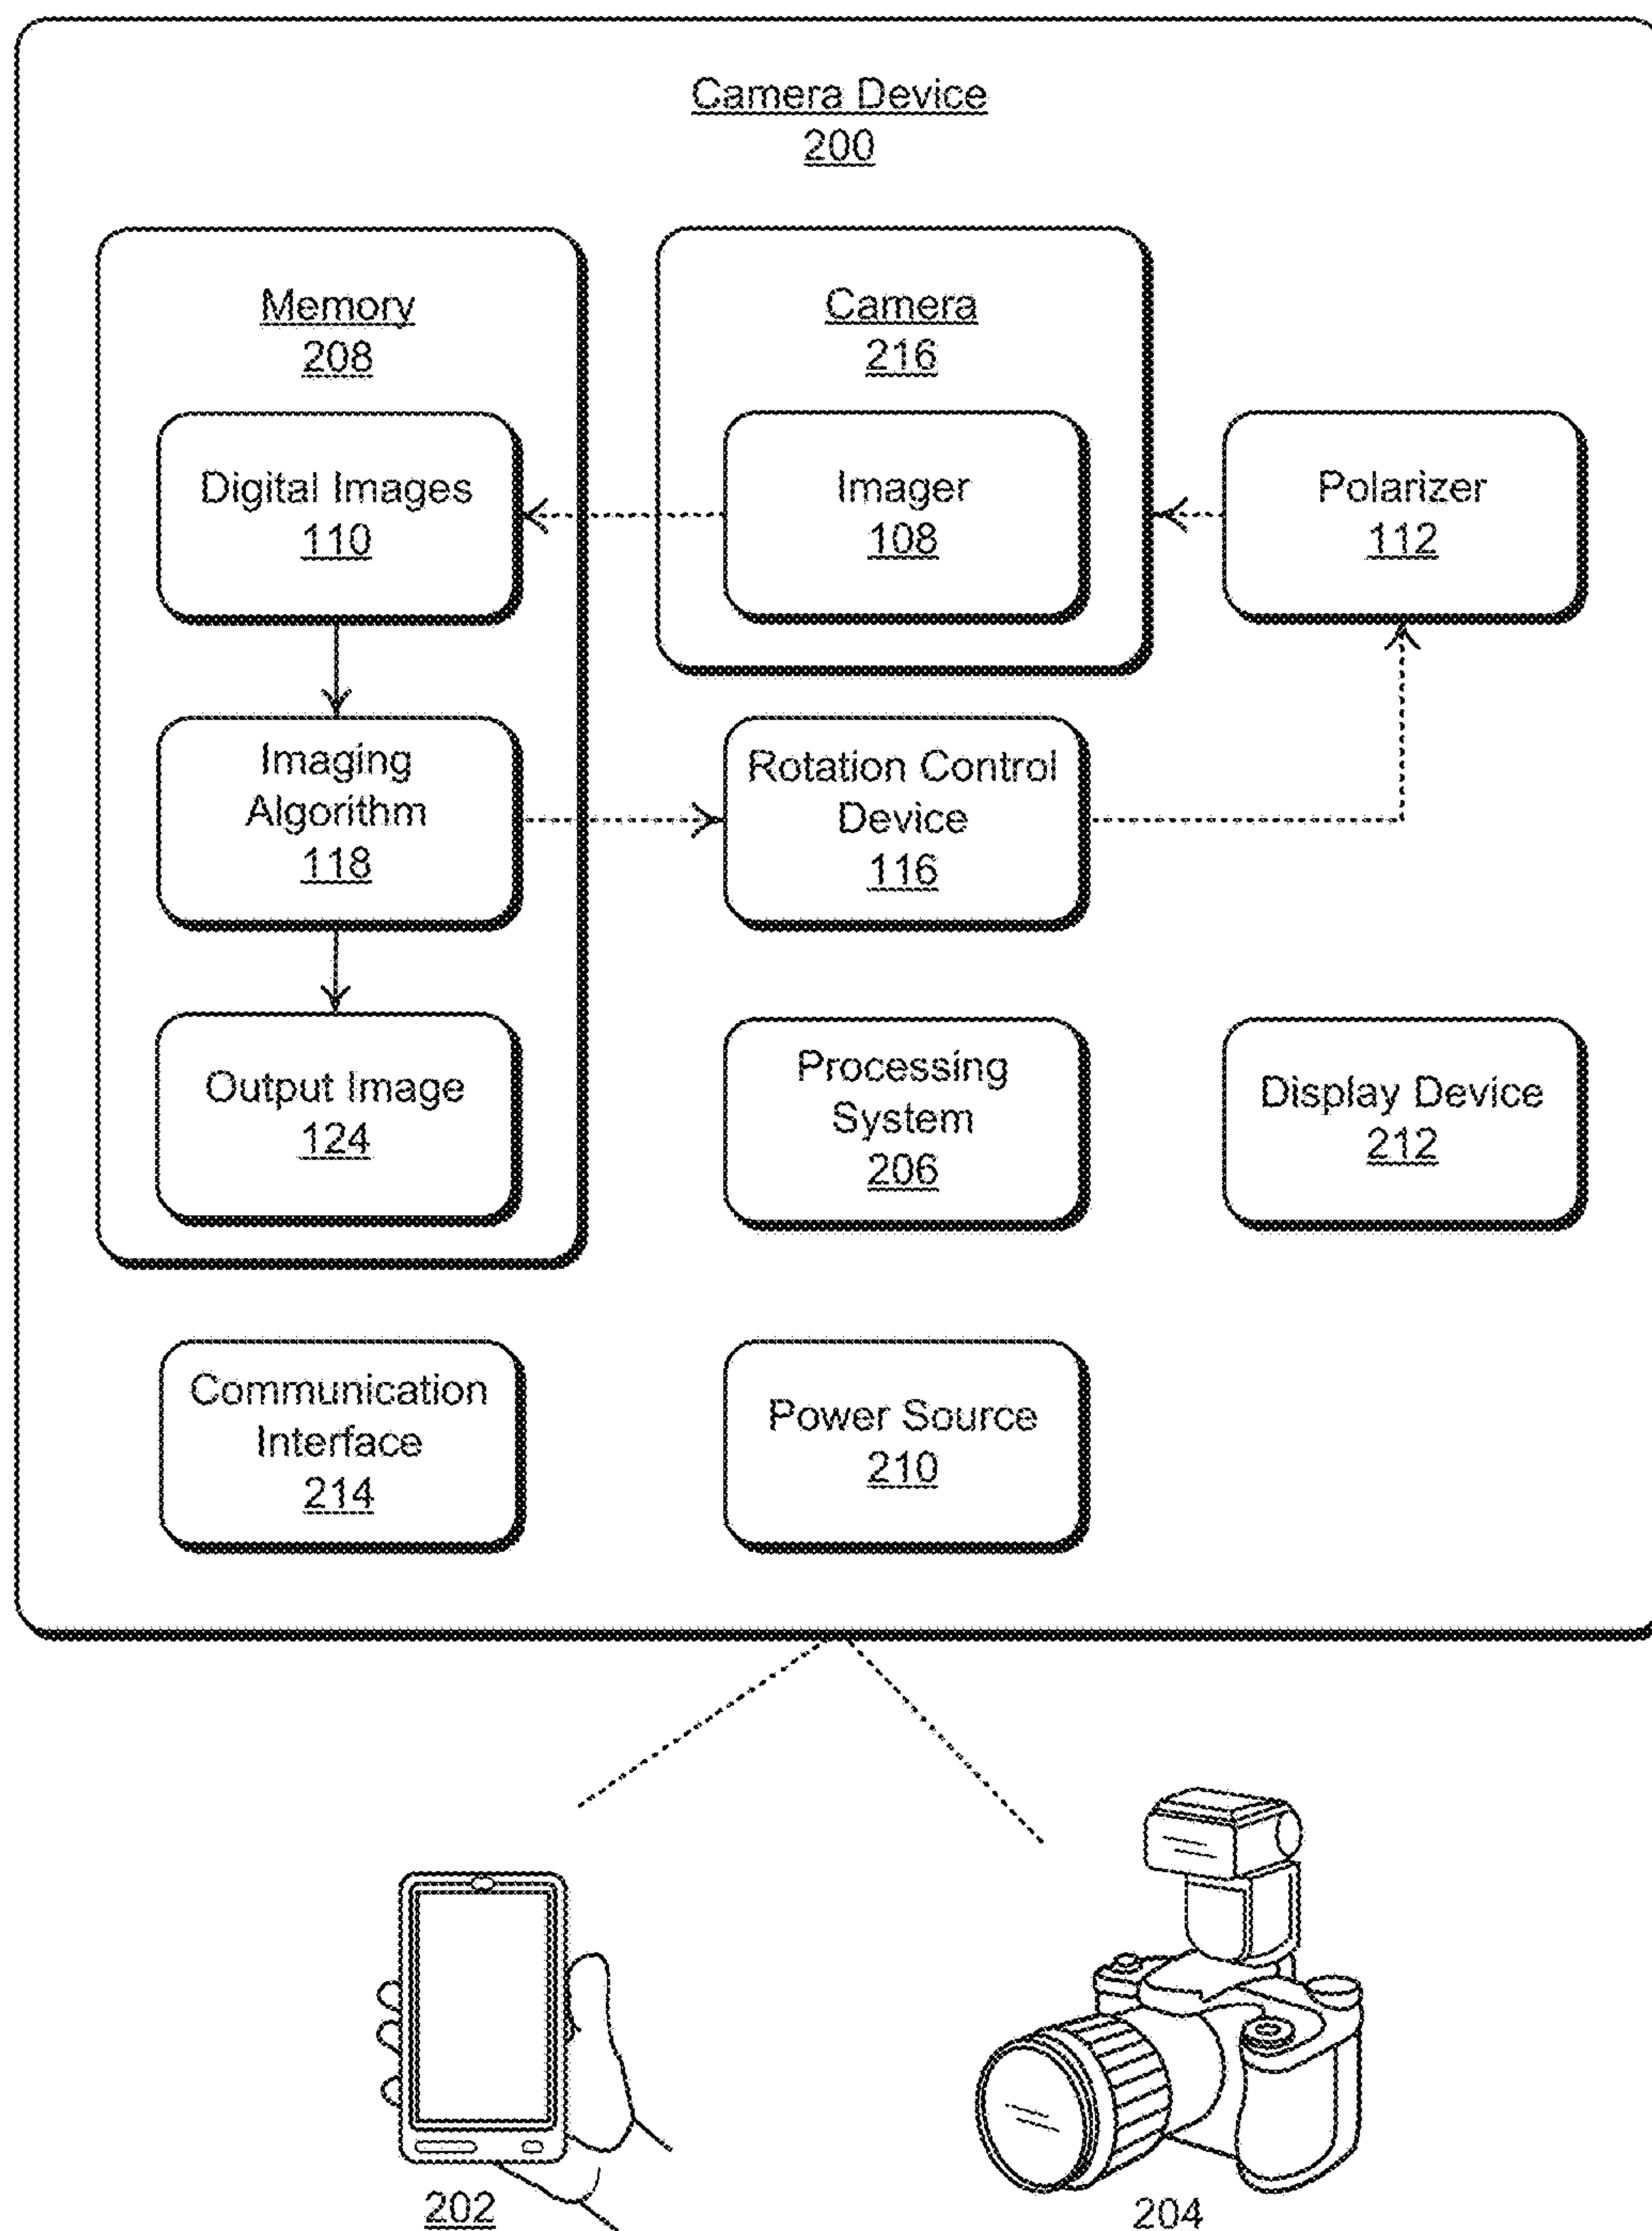 Camera Device
200
Memory
208
Digital Images
110
Imaging
Algorithm
118
Output Image
124
Camera
216
Imager
108
Polarizer
112
Rotation Control
Device
116
Processing
System
206
Display Device
212
Communication
Interface
214
Power Source
210
202
204